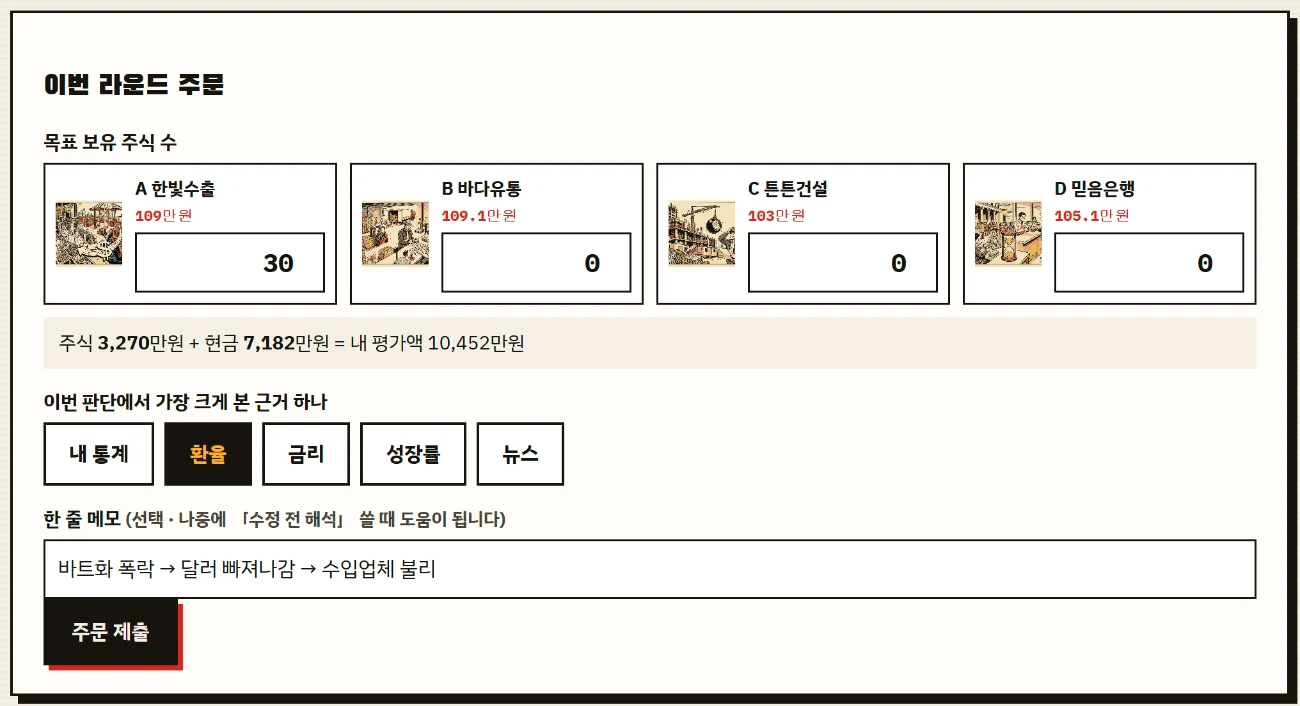 이번 라운드 주문
목표 보유 주식 수
A 한빛수출
109만원
30
B 바다유통
109.1만원
0
C 튼튼건설
103만원
0
D 믿음은행
105.1만원
0
주식 3,270만원 + 현금 7,182만원 = 내 평가액 10,452만원
이번 판단에서 가장 크게 본 근거 하나
내 통계
환율
금리
성장률
뉴스
한 줄 메모 (선택 · 나중에 「수정 전 해석」 쓸 때 도움이 됩니다)
바트화 폭락 → 달러 빠져나감 → 수입업체 불리
주문 제출